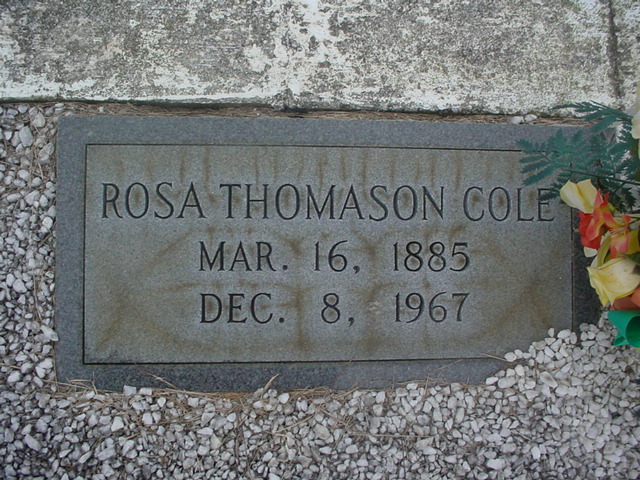 ROSA THOMASON COLE
MAR. 16, 1885
DEC. 8, 1967